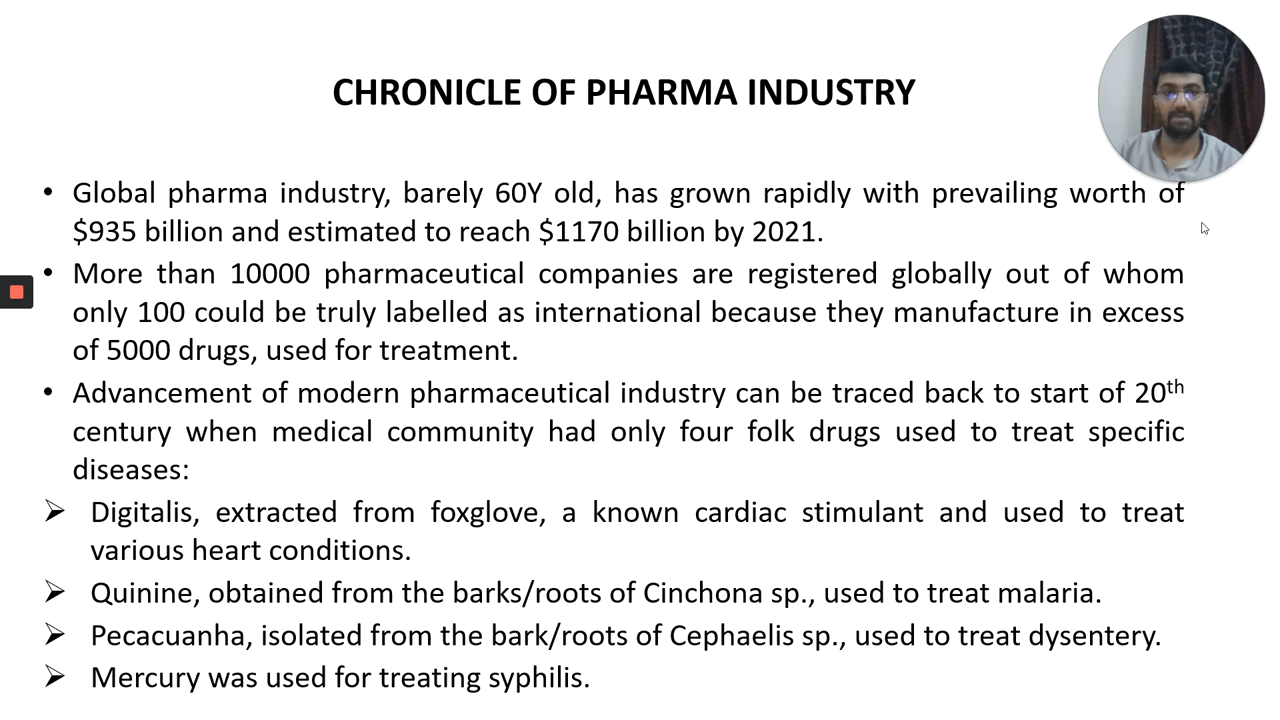 CHRONICLE OF PHARMA INDUSTRY
• Global pharma industry, barely 60Y old, has grown rapidly with prevailing worth of
$935 billion and estimated to reach $1170 billion by 2021.
• More than 10000 pharmaceutical companies are registered globally out of whom
only 100 could be truly labelled as international because they manufacture in excess
of 5000 drugs, used for treatment.
• Advancement of modern pharmaceutical industry can be traced back to start of 20th
century when medical community had only four folk drugs used to treat specific
diseases:
➢ Digitalis, extracted from foxglove, a known cardiac stimulant and used to treat
various heart conditions.
➢ Quinine, obtained from the barks/roots of Cinchona sp., used to treat malaria.
➢ Pecacuanha, isolated from the bark/roots of Cephaelis sp., used to treat dysentery.
➢ Mercury was used for treating syphilis.